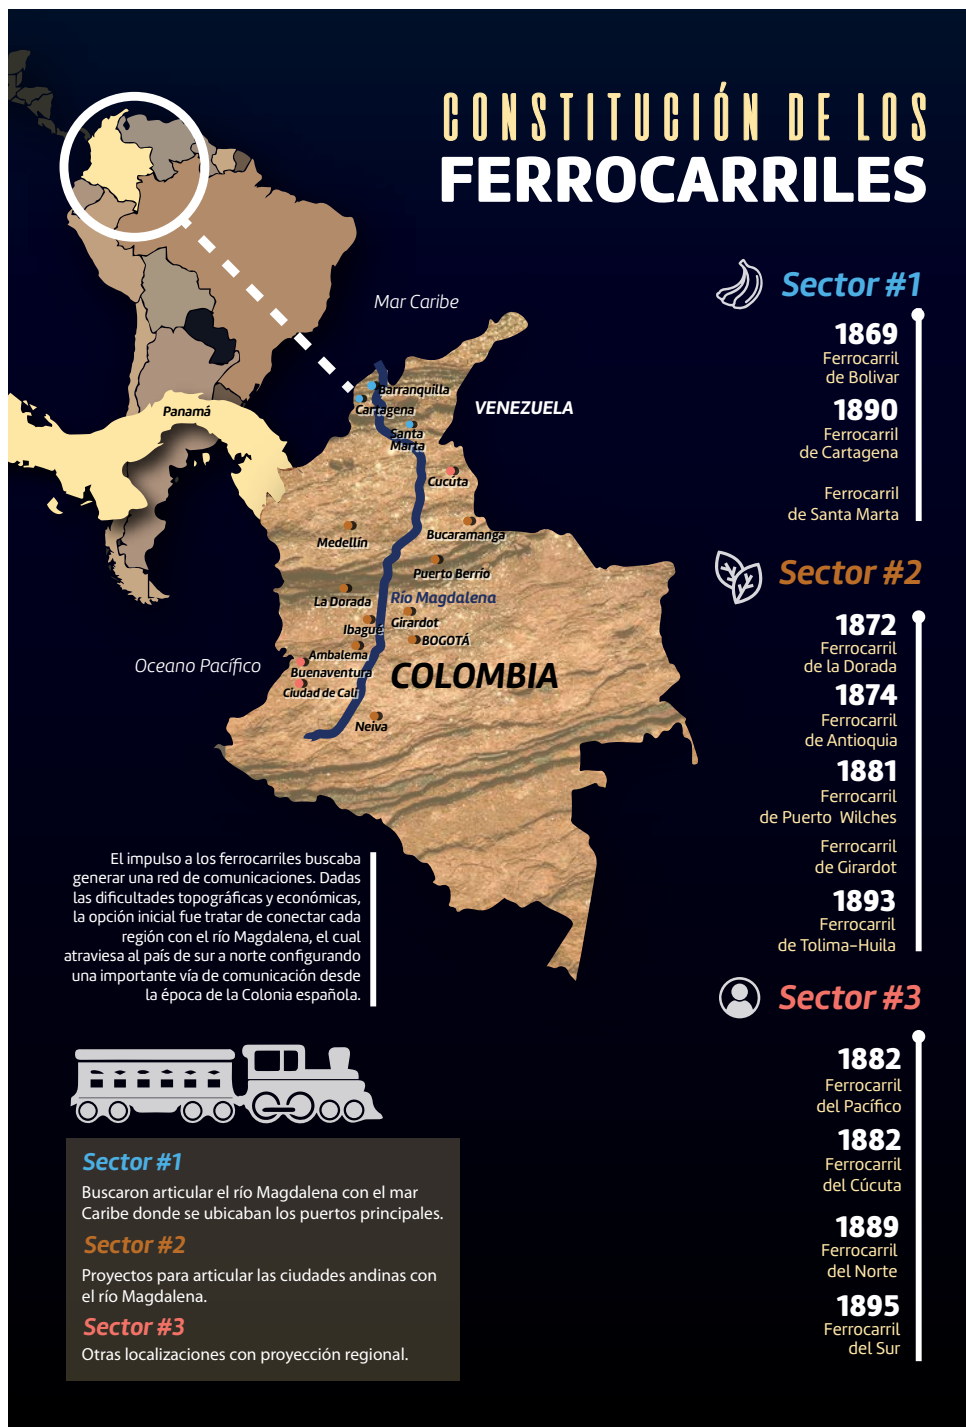 CONSTITUCIÓN DE LOS
FERROCARRILES
Mar Caribe
Barranquilla
Cartagena
Santa
Marta
VENEZUELA
Panamá
Cucúta
Medellín
Bucaramanga
Puerto Berrío
La Dorada
Río Magdalena
Ibagué
Girardot
BOGOTÁ
Ambalema
Buenaventura
Ciudad de Cali
Oceano Pacífico
COLOMBIA
Neiva
Sector #1
1869
Ferrocarril
de Bolivar
1890
Ferrocarril
de Cartagena
Ferrocarril
de Santa Marta
Sector #2
1872
Ferrocarril
de la Dorada
1874
Ferrocarril
de Antioquia
1881
Ferrocarril
de Puerto Wilches
Ferrocarril
de Girardot
1893
Ferrocarril
de Tolima-Huila
Sector #3
1882
Ferrocarril
del Pacífico
1882
Ferrocarril
del Cúcuta
1889
Ferrocarril
del Norte
1895
Ferrocarril
del Sur
El impulso a los ferrocarriles buscaba
generar una red de comunicaciones. Dadas
las dificultades topográficas y económicas,
la opción inicial fue tratar de conectar cada
región con el río Magdalena, el cual
atraviesa al país de sur a norte configurando
una importante vía de comunicación desde
la época de la Colonia española.
Sector #1
Buscaron articular el río Magdalena con el mar
Caribe donde se ubicaban los puertos principales.
Sector #2
Proyectos para articular las ciudades andinas con
el río Magdalena.
Sector #3
Otras localizaciones con proyección regional.